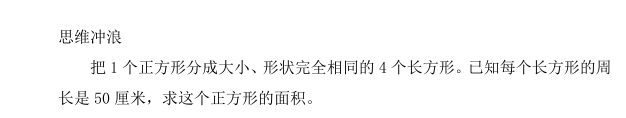 思维冲浪
把 1 个正方形分成大小、形状完全相同的 4 个长方形。已知每个长方形的周
长是 50 厘米，求这个正方形的面积。